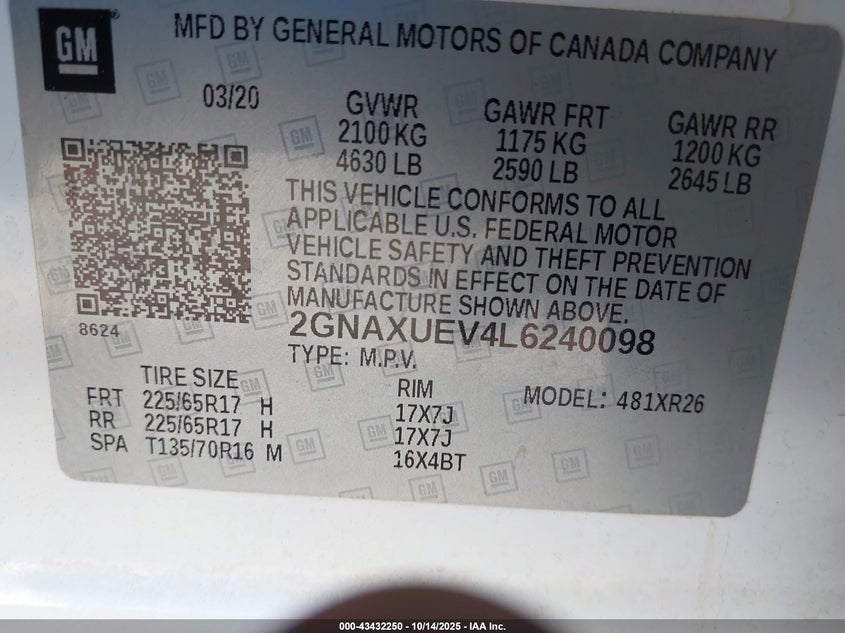 GM
MFD BY GENERAL MOTORS OF CANADA COMPANY
03/20
GVWR
2100 KG
4630 LB
GAWR FRT
1175 KG
2590 LB
GAWR RR
1200 KG
2645 LB
THIS VEHICLE CONFORMS TO ALL
APPLICABLE U.S. FEDERAL MOTOR
VEHICLE SAFETY AND THEFT PREVENTION
STANDARDS IN EFFECT ON THE DATE OF
MANUFACTURE SHOWN ABOVE.
8624
2GNAXUEV4L6240098
TYPE: M.P.V.
TIRE SIZE
RIM
MODEL: 481XR26
FRT 225/65R17 H 17X7J
RR 225/65R17 H 17X7J
SPA T135/70R16 M 16X4BT
000-43432250 - 10/14/2025 - IAA Inc.